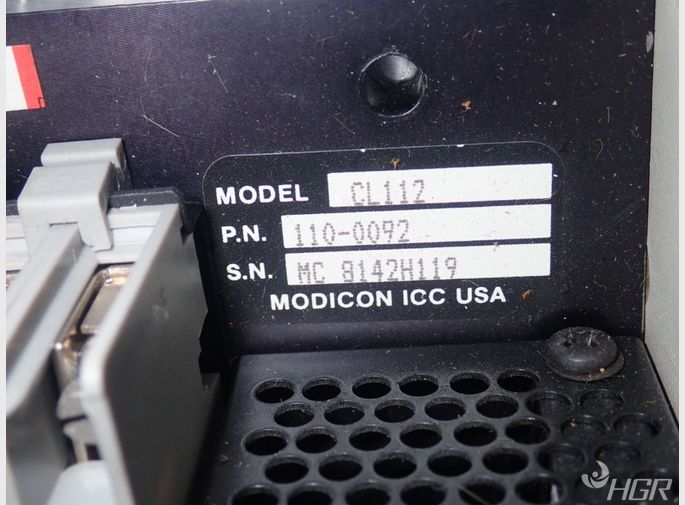 MODEL CL112
P.N. 110-0092
S.N. MC 8142H119
MODICON ICC USA
HGR